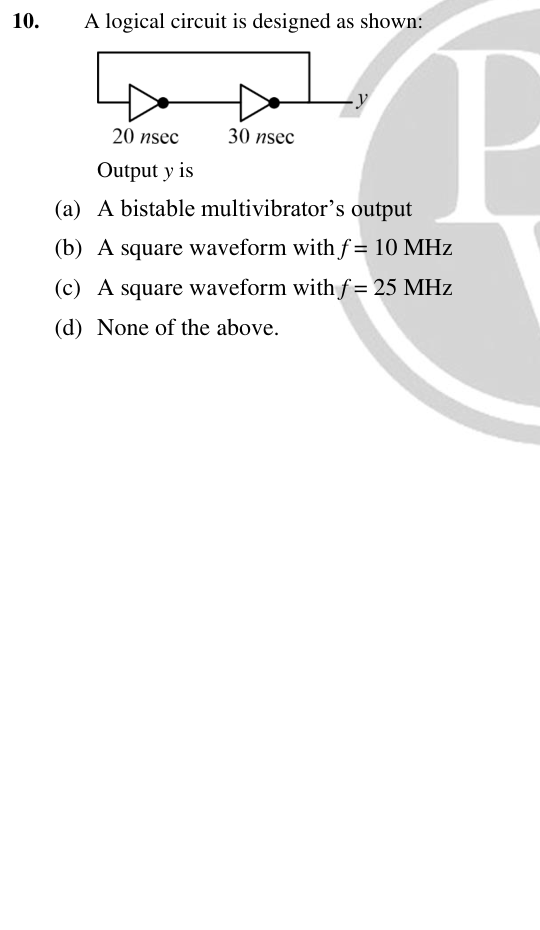 10. A logical circuit is designed as shown:
y
20 nsec 30 nsec
Output y is
(a) A bistable multivibrator's output
(b) A square waveform with f = 10 MHz
(c) A square waveform with f = 25 MHz
(d) None of the above.